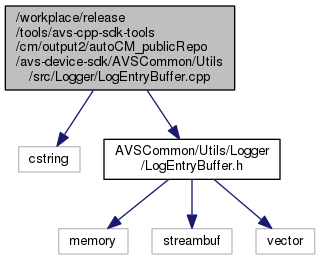 /workplace/release
/tools/avs-cpp-sdk-tools
/cm/output2/autoCM_publicRepo
/avs-device-sdk/AVSCommon/Utils
/src/Logger/LogEntryBuffer.cpp
cstring
AVSCommon/Utils/Logger
/LogEntryBuffer.h
memory
streambuf
vector